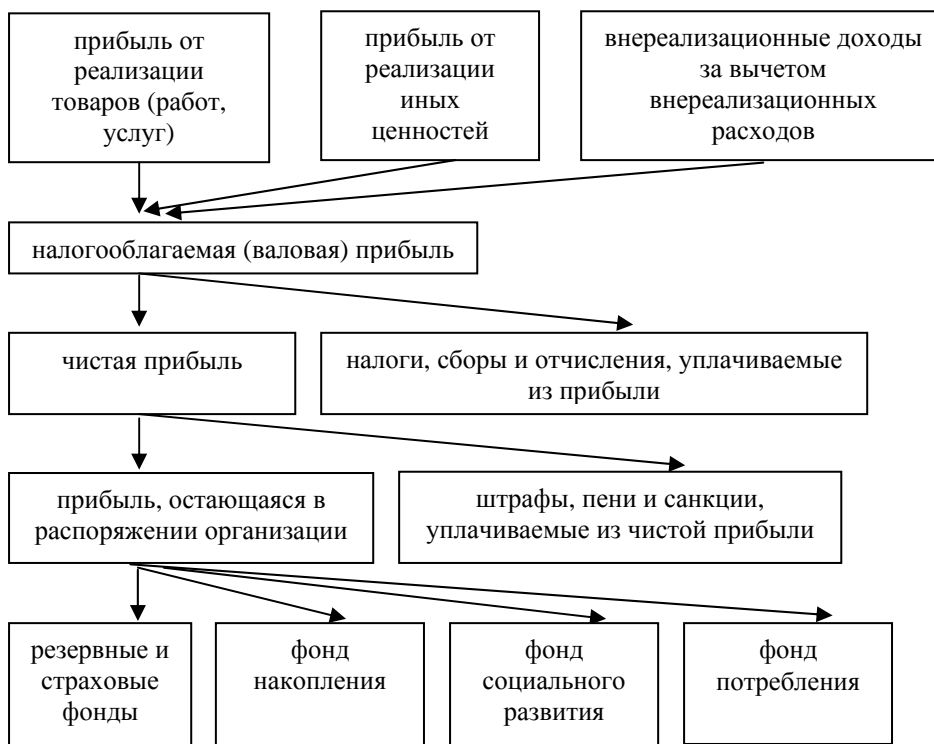 прибыль от
реализации
товаров (работ,
услуг)
прибыль от
реализации
иных
ценностей
внереализационные доходы
за вычетом
внереализационных
расходов
налогооблагаемая (валовая) прибыль
чистая прибыль
налоги, сборы и отчисления, уплачиваемые
из прибыли
прибыль, остающаяся в
распоряжении организации
штрафы, пени и санкции,
уплачиваемые из чистой прибыли
резервные и
страховые
фонды
фонд
накопления
фонд
социального
развития
фонд
потребления